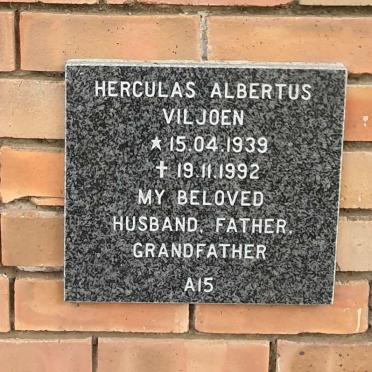 HERCULAS ALBERTUS
VILJOEN
★ 15.04.1939
✝ 19.11.1992
MY BELOVED
HUSBAND, FATHER,
GRANDFATHER
A15